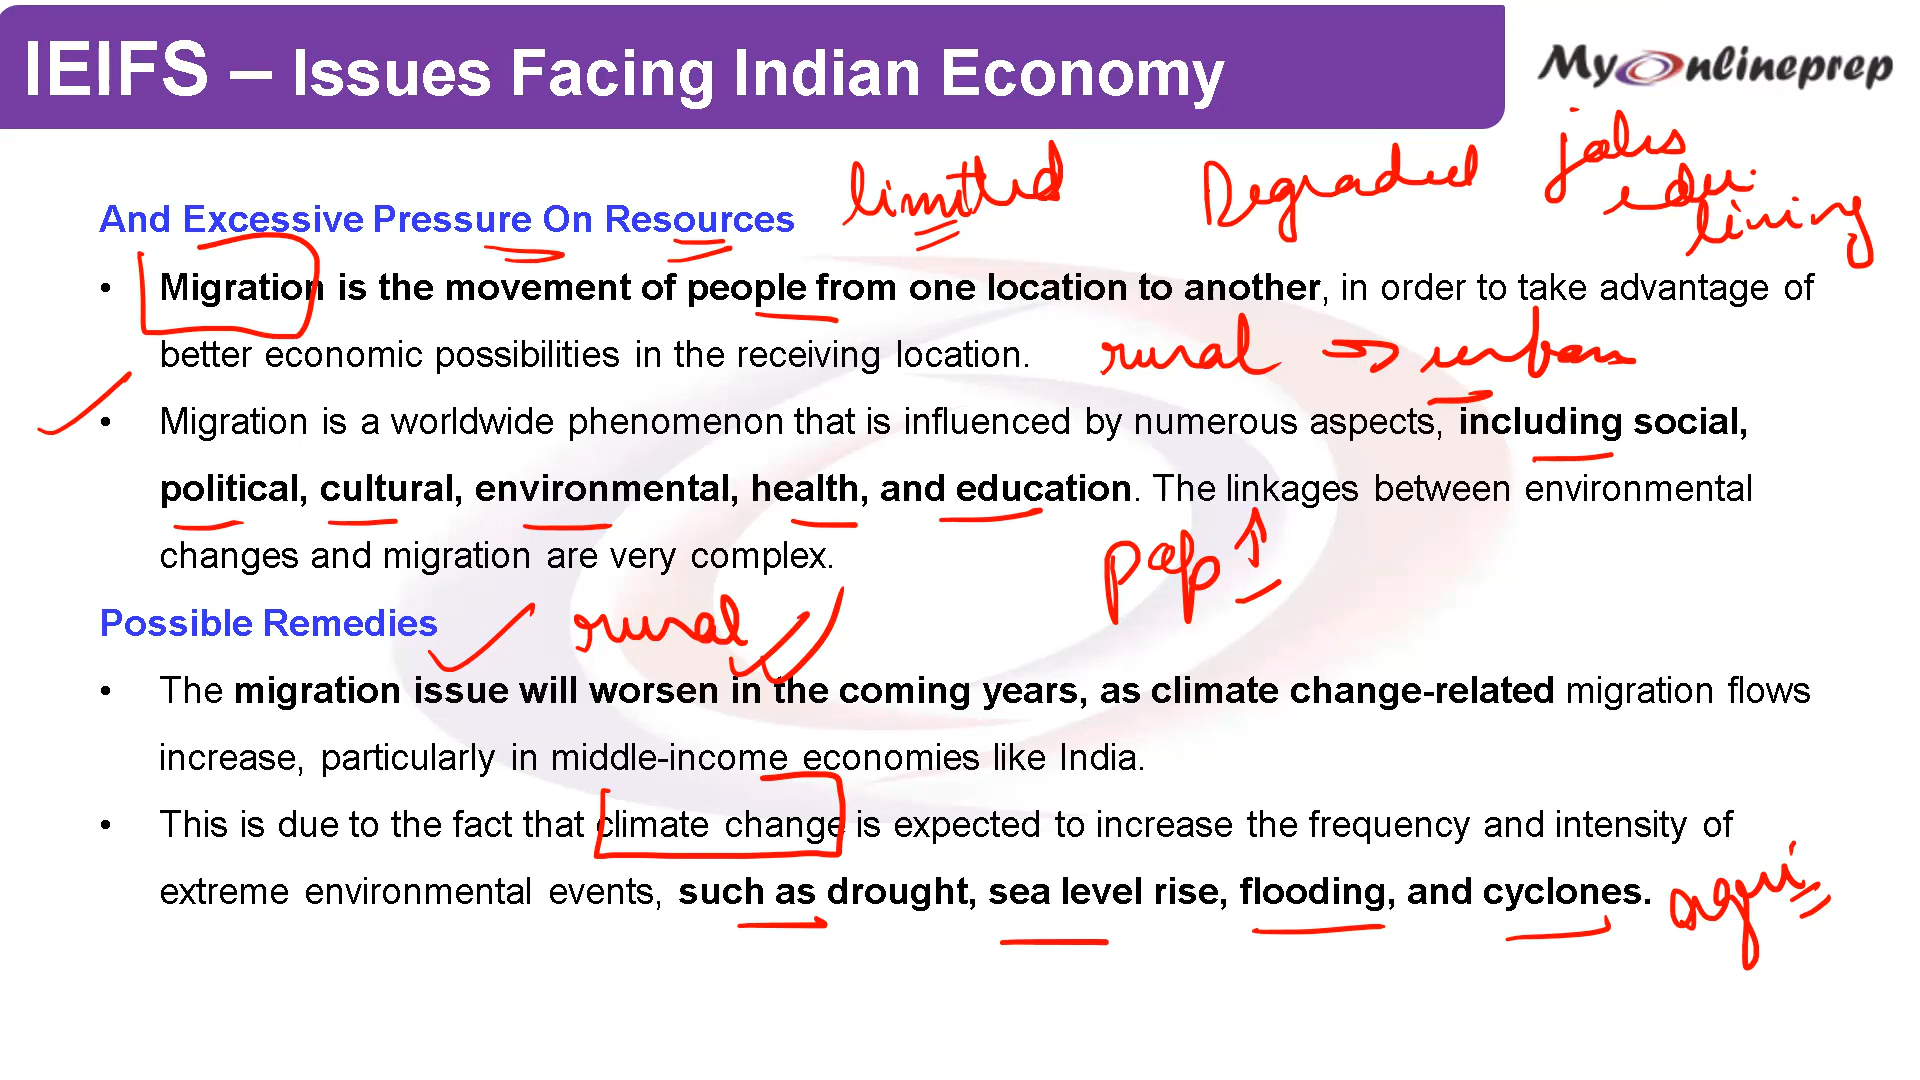 IEIFS – Issues Facing Indian Economy
MyOnlineprep
jobs
edu.
living
limited
Degraded
And Excessive Pressure On Resources
• Migration is the movement of people from one location to another, in order to take advantage of
better economic possibilities in the receiving location.
rural ⇒ urban
• Migration is a worldwide phenomenon that is influenced by numerous aspects, including social,
political, cultural, environmental, health, and education. The linkages between environmental
changes and migration are very complex.
pop ↑
Possible Remedies
rural
• The migration issue will worsen in the coming years, as climate change-related migration flows
increase, particularly in middle-income economies like India.
• This is due to the fact that climate change is expected to increase the frequency and intensity of
extreme environmental events, such as drought, sea level rise, flooding, and cyclones.
agri